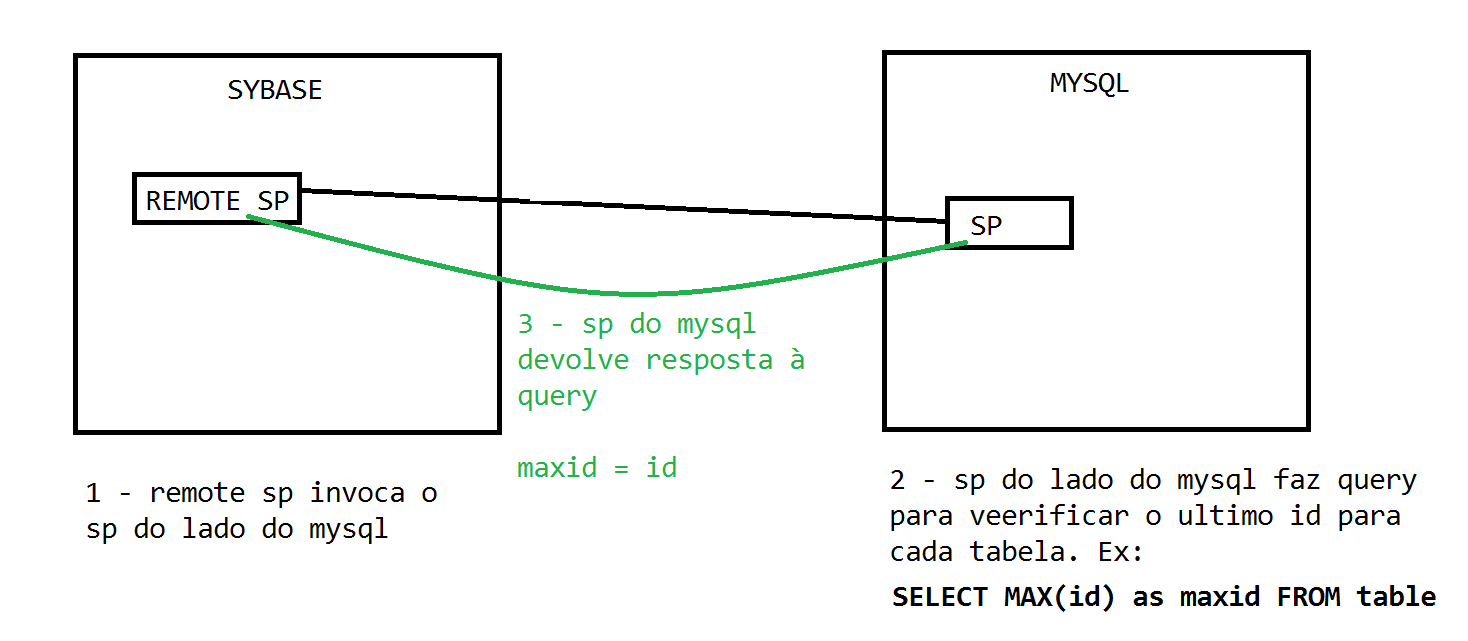 SYBASE
REMOTE SP
1 - remote sp invoca o
sp do lado do mysql
3 - sp do mysql
devolve resposta à
query
maxid = id
MYSQL
SP
2 - sp do lado do mysql faz query
para veerificar o ultimo id para
cada tabela. Ex:
SELECT MAX(id) as maxid FROM table